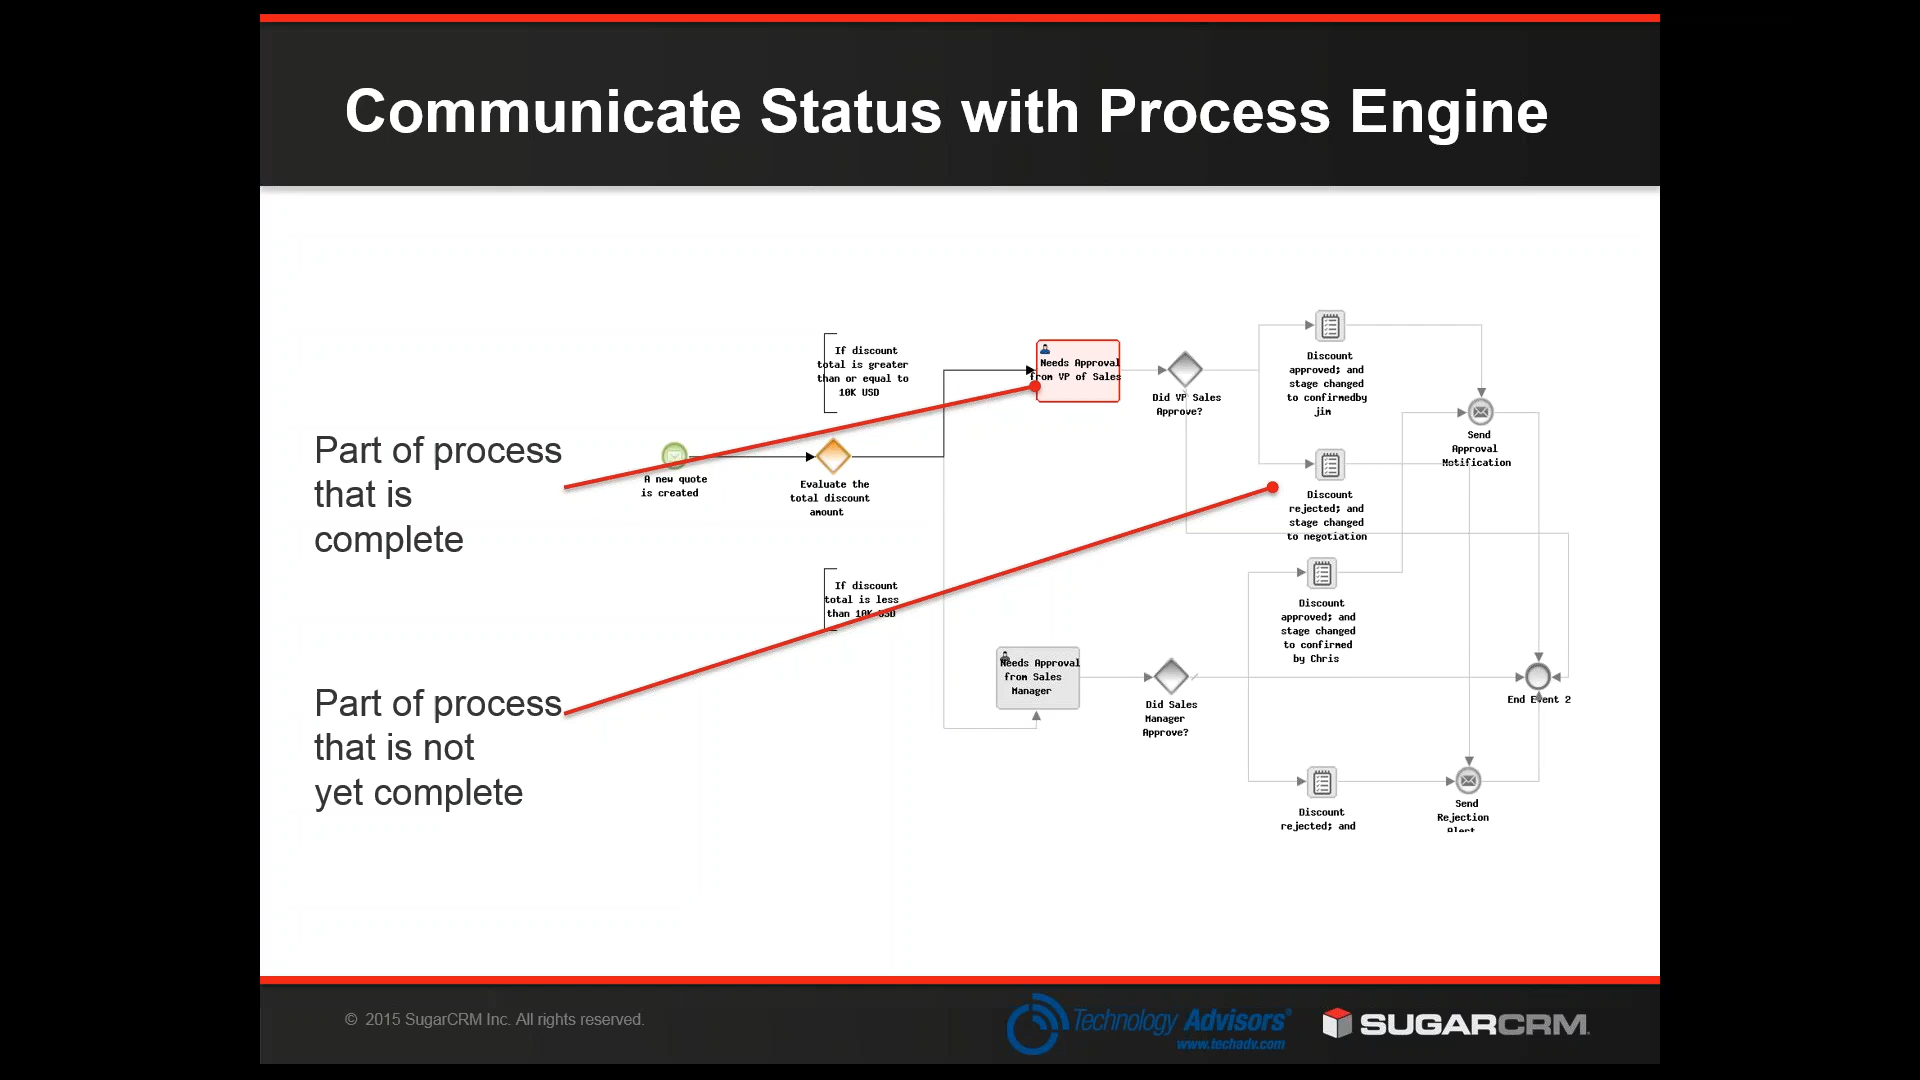 Communicate Status with Process Engine
Part of process
that is
complete
Part of process
that is not
yet complete
A new quote
is created
If discount
total is greater
than or equal to
10K USD
Evaluate the
total discount
amount
If discount
total is less
than 10K USD
Needs Approval
from VP of Sales
Did VP Sales
Approve?
Discount
approved; and
stage changed
to confirmedby
jim
Send
Approval
Notification
Discount
rejected; and
stage changed
to negotiation
Discount
approved; and
stage changed
to confirmed
by Chris
Needs Approval
from Sales
Manager
Did Sales
Manager
Approve?
End Event 2
Discount
rejected; and
Send
Rejection
Alert
© 2015 SugarCRM Inc. All rights reserved.
Technology Advisors®
www.techadv.com
SUGARCRM